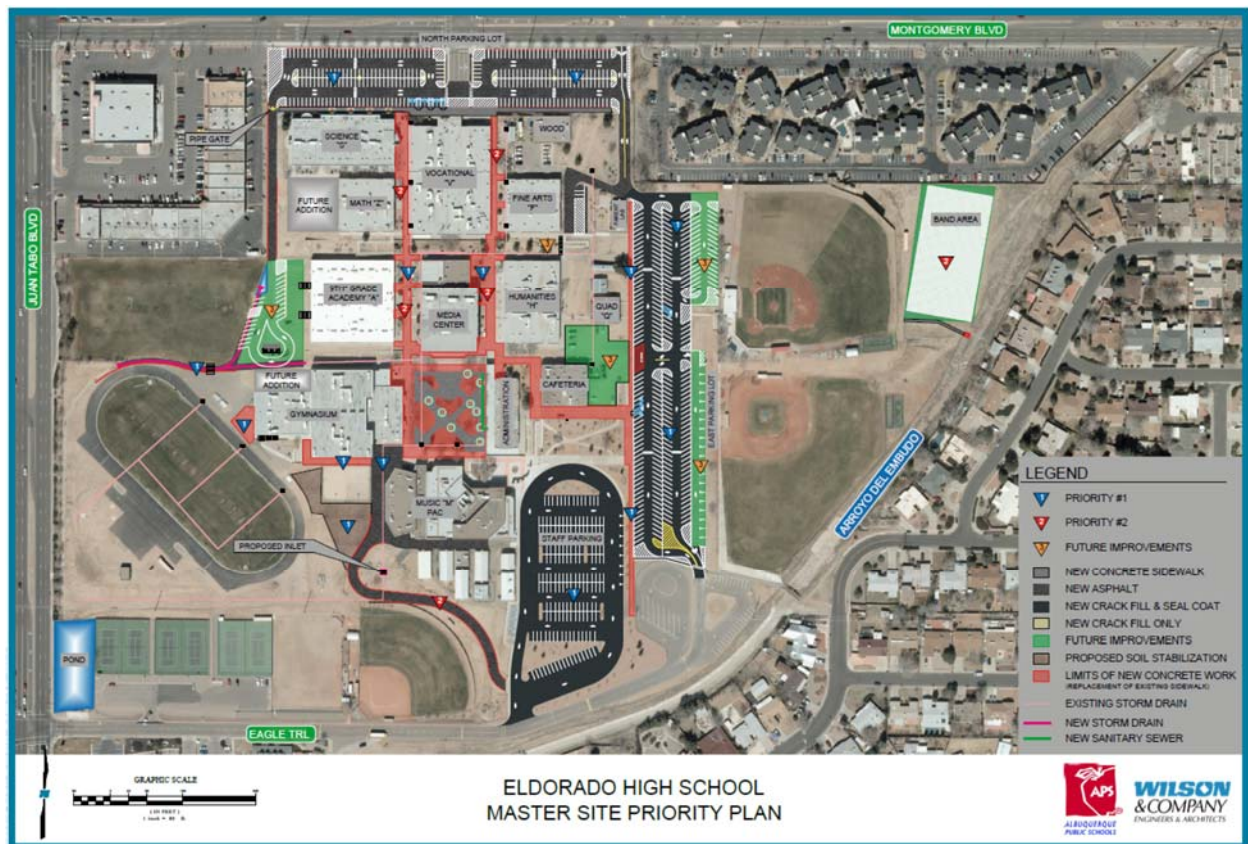 MONTGOMERY BLVD
NORTH PARKING LOT
PIPE GATE
SCIENCE
WOOD
VOCATIONAL
"V"
FUTURE
ADDITION
MATH "Z"
FINE ARTS
"F"
BAND AREA
JUAN TABO BLVD
9TH GRADE
ACADEMY "A"
MEDIA
CENTER
HUMANITIES
"H"
QUAD
"Q"
FUTURE
ADDITION
GYMNASIUM
CAFETERIA
ADMINISTRATION
EAST PARKING LOT
MUSIC "M"
PAC
STAFF PARKING
PROPOSED INLET
ARROYO DEL EMBUDO
POND
EAGLE TRL
LEGEND
1 PRIORITY #1
2 PRIORITY #2
FUTURE IMPROVEMENTS
NEW CONCRETE SIDEWALK
NEW ASPHALT
NEW CRACK FILL & SEAL COAT
NEW CRACK FILL ONLY
FUTURE IMPROVEMENTS
PROPOSED SOIL STABILIZATION
LIMITS OF NEW CONCRETE WORK
(REPLACEMENT OF EXISTING SIDEWALK)
EXISTING STORM DRAIN
NEW STORM DRAIN
NEW SANITARY SEWER
GRAPHIC SCALE
ELDORADO HIGH SCHOOL
MASTER SITE PRIORITY PLAN
APS
ALBUQUERQUE
PUBLIC SCHOOLS
WILSON
&COMPANY
ENGINEERS & ARCHITECTS